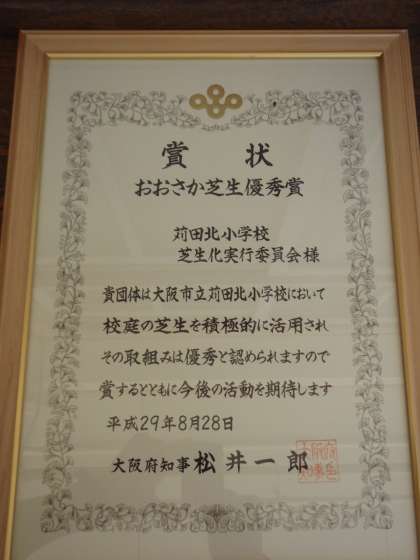 賞状
おおさか芝生優秀賞
苅田北小学校
芝生化実行委員会様
貴団体は大阪市立苅田北小学校において
校庭の芝生を積極的に活用され
その取組みは優秀と認められますので
賞するとともに今後の活動を期待します
平成29年8月28日
大阪府知事 松井一郎